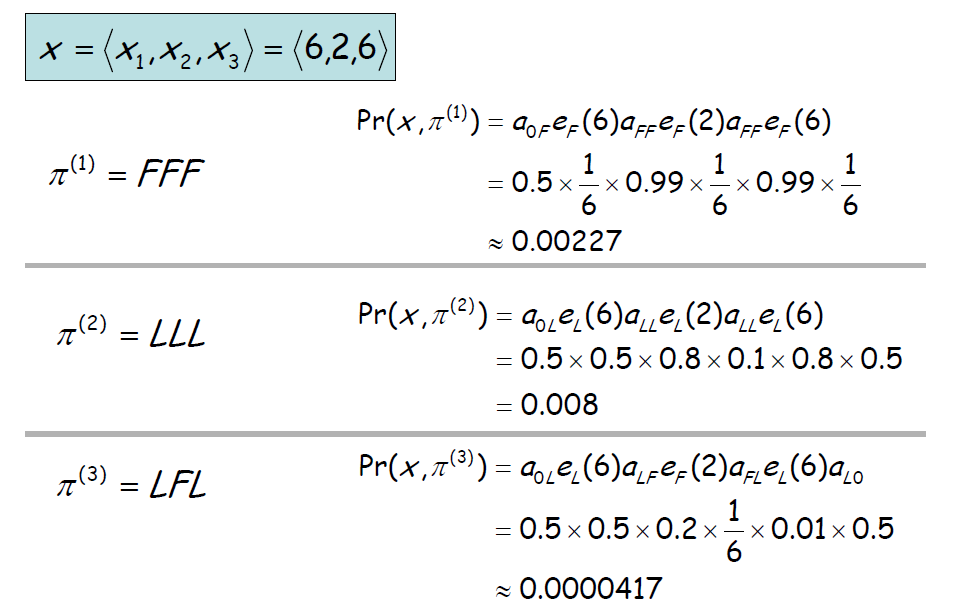 x = ⟨x₁, x₂, x₃⟩ = ⟨6,2,6⟩
π⁽¹⁾ = FFF
Pr(x, π⁽¹⁾) = a₀F eF(6) aFF eF(2) aFF eF(6)
= 0.5 × 1/6 × 0.99 × 1/6 × 0.99 × 1/6
≈ 0.00227
π⁽²⁾ = LLL
Pr(x, π⁽²⁾) = a₀L eL(6) aLL eL(2) aLL eL(6)
= 0.5 × 0.5 × 0.8 × 0.1 × 0.8 × 0.5
= 0.008
π⁽³⁾ = LFL
Pr(x, π⁽³⁾) = a₀L eL(6) aLF eF(2) aFL eL(6) aL0
= 0.5 × 0.5 × 0.2 × 1/6 × 0.01 × 0.5
≈ 0.0000417